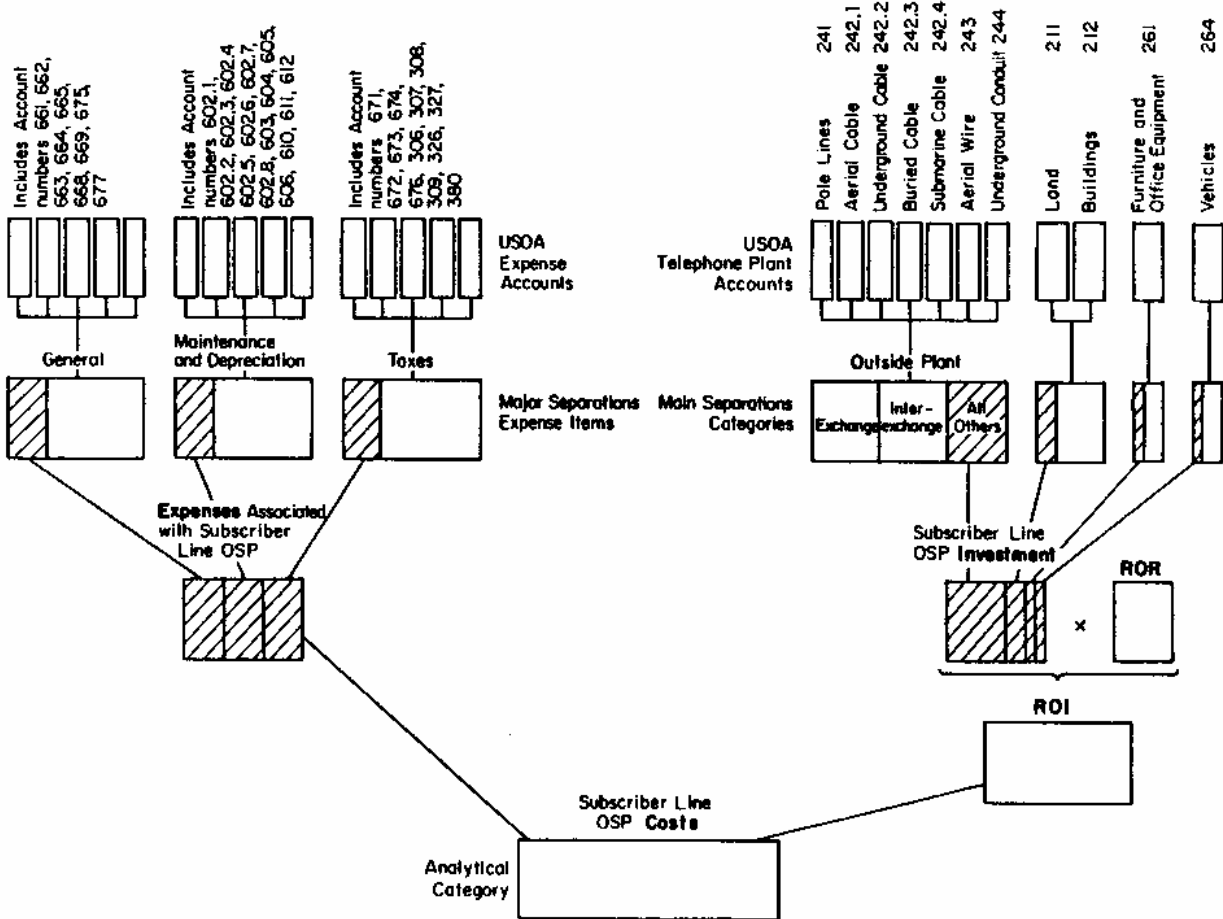 Includes Account
numbers 661, 662,
663, 664, 665,
668, 669, 675,
677
Includes Account
numbers 602.1,
602.2, 602.3, 602.4
602.5, 602.6, 602.7,
602.8, 603, 604, 605,
606, 610, 611, 612
Includes Account
numbers 671,
672, 673, 674,
676, 306, 307, 308,
309, 326, 327,
380
USOA
Expense
Accounts
USOA
Telephone Plant
Accounts
Pole Lines 241
Aerial Cable 242.1
Underground Cable 242.2
Buried Cable 242.3
Submarine Cable 242.4
Aerial Wire 243
Underground Conduit 244
Land 211
Buildings 212
Furniture and
Office Equipment 261
Vehicles 264
General
Maintenance
and Depreciation
Taxes
Outside Plant
Major Separations
Expense Items
Main Separations
Categories
Exchange
Inter-
exchange
All
Others
Expenses Associated
with Subscriber
Line OSP
Subscriber Line
OSP Investment
ROR
x
ROI
Subscriber Line
OSP Costs
Analytical
Category